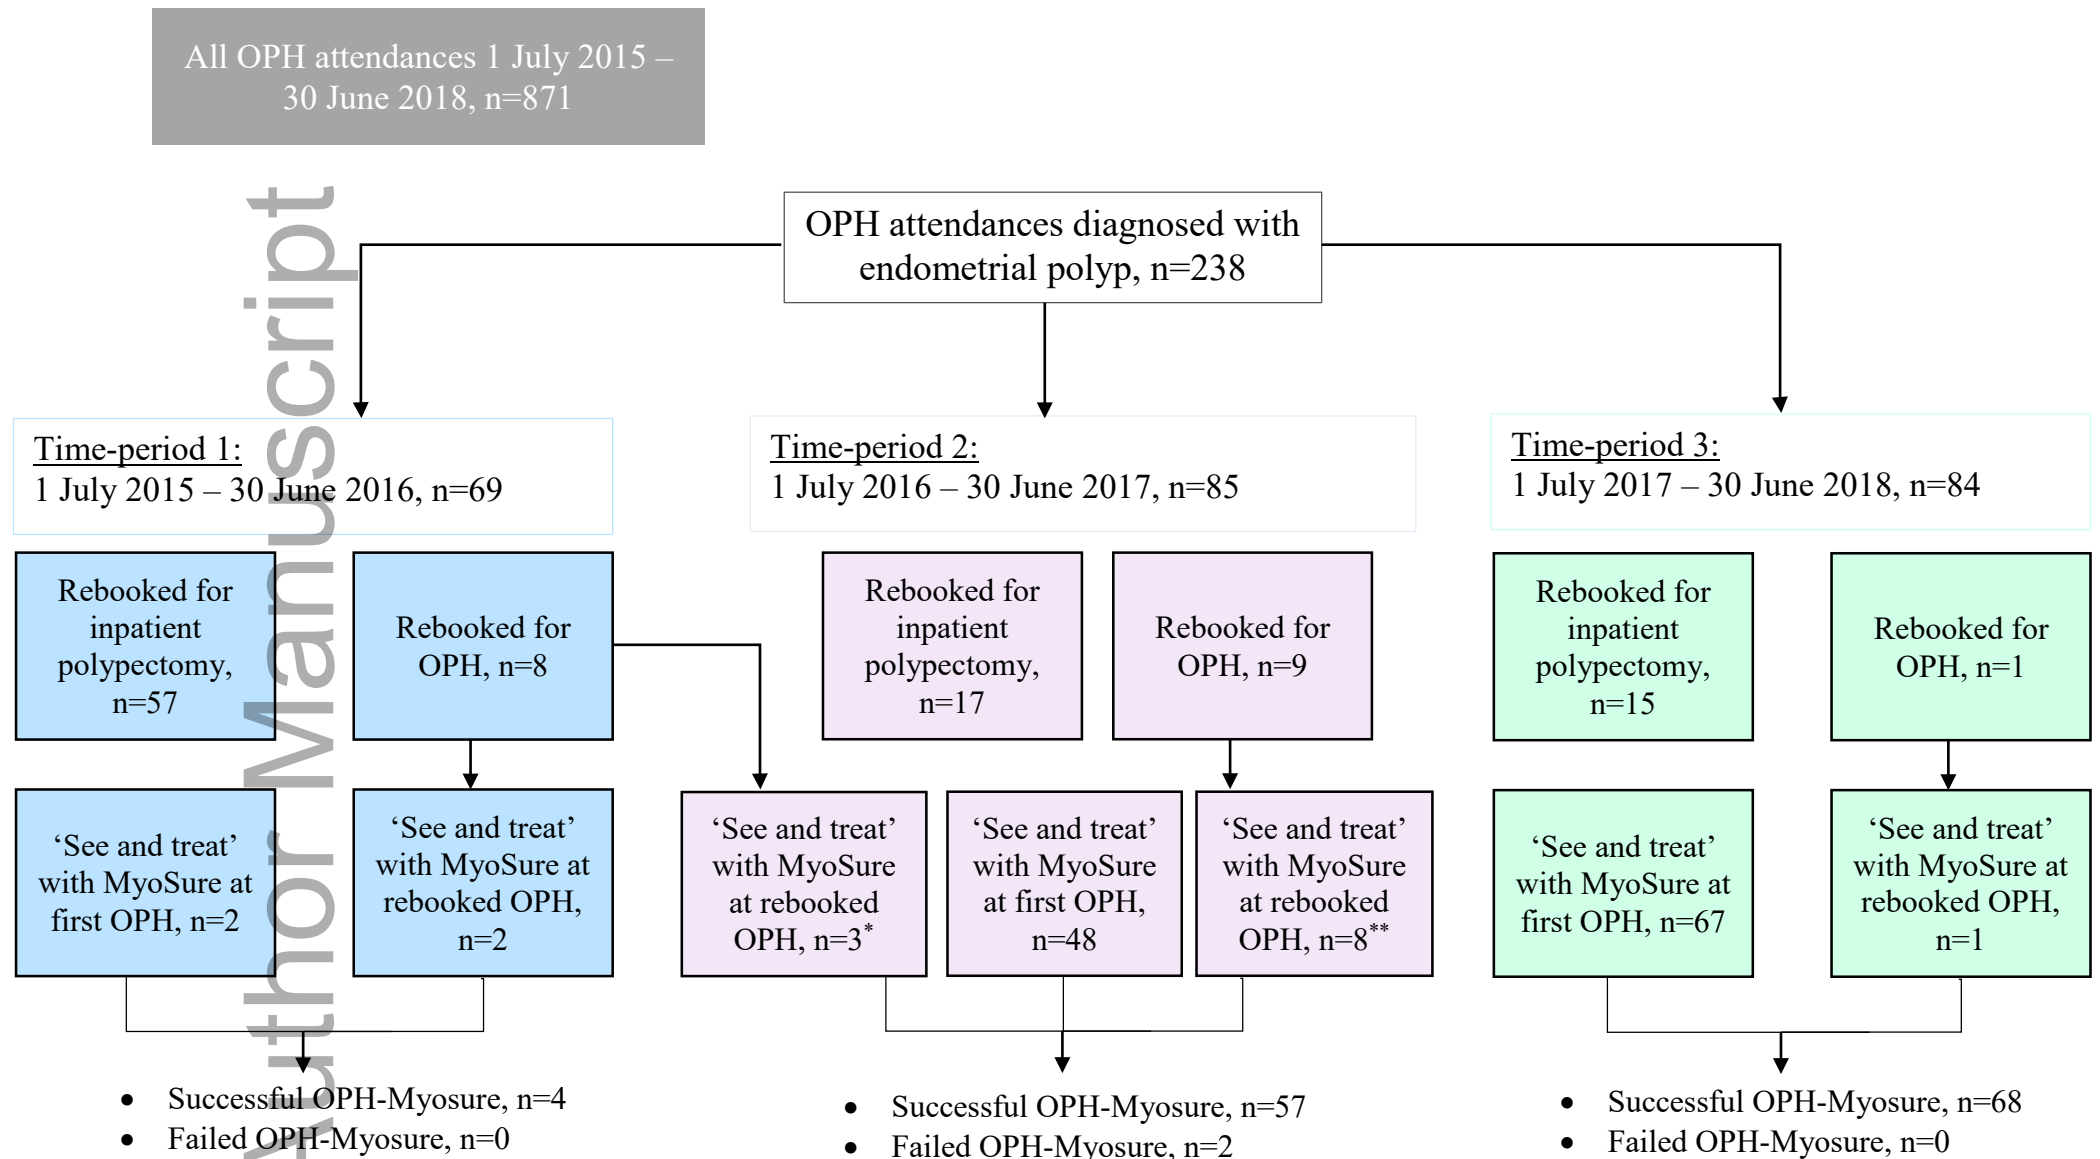 All OPH attendances 1 July 2015 –
30 June 2018, n=871
OPH attendances diagnosed with
endometrial polyp, n=238
Time-period 1:
1 July 2015 – 30 June 2016, n=69
Time-period 2:
1 July 2016 – 30 June 2017, n=85
Time-period 3:
1 July 2017 – 30 June 2018, n=84
Rebooked for
inpatient
polypectomy,
n=57
Rebooked for
OPH, n=8
Rebooked for
inpatient
polypectomy,
n=17
Rebooked for
OPH, n=9
Rebooked for
inpatient
polypectomy,
n=15
Rebooked for
OPH, n=1
‘See and treat’
with MyoSure at
first OPH, n=2
‘See and treat’
with MyoSure at
rebooked OPH,
n=2
‘See and treat’
with MyoSure
at rebooked
OPH, n=3*
‘See and treat’
with MyoSure
at first OPH,
n=48
‘See and treat’
with MyoSure
at rebooked
OPH, n=8**
‘See and treat’
with MyoSure at
first OPH, n=67
‘See and treat’
with MyoSure at
rebooked OPH,
n=1
• Successful OPH-Myosure, n=4
• Failed OPH-Myosure, n=0
• Successful OPH-Myosure, n=57
• Failed OPH-Myosure, n=2
• Successful OPH-Myosure, n=68
• Failed OPH-Myosure, n=0
Author Manuscript